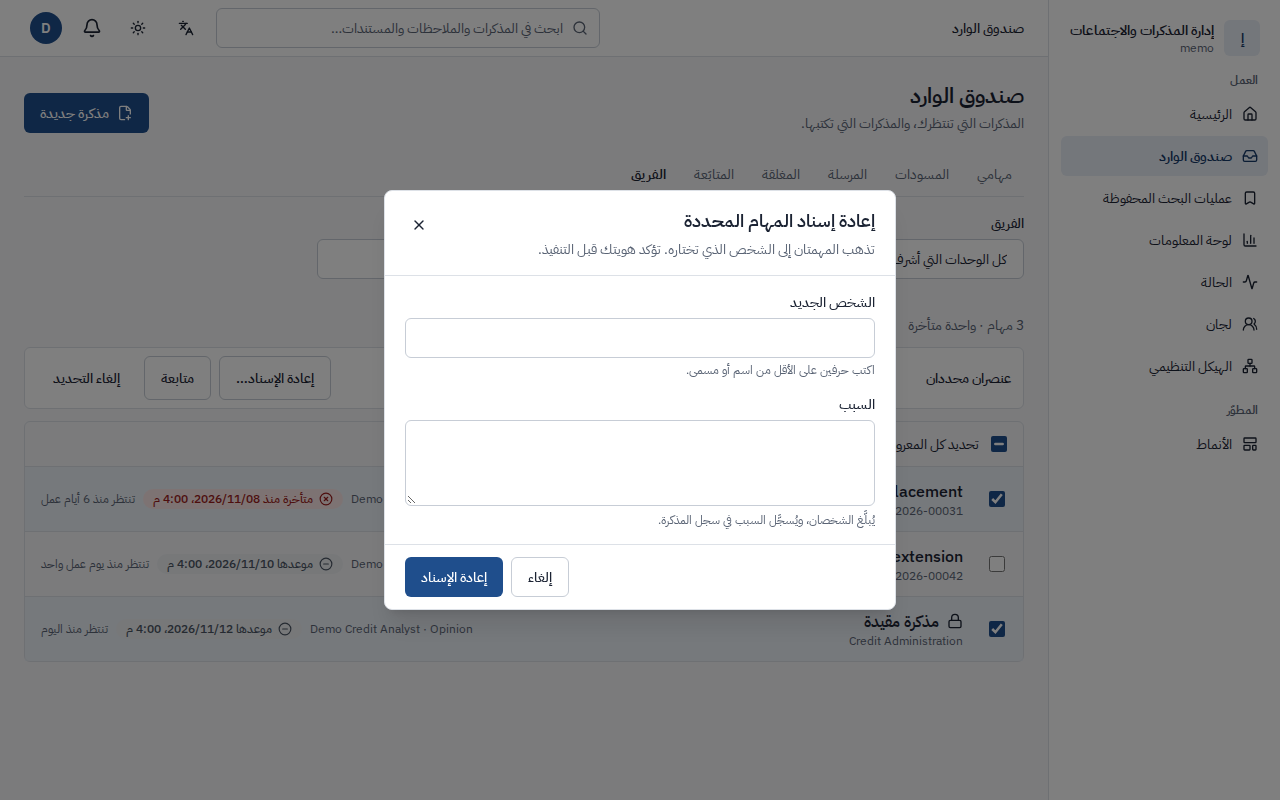 إدارة المذكرات والاجتماعات
memo
إ
العمل
الرئيسية
صندوق الوارد
عمليات البحث المحفوظة
لوحة المعلومات
الحالة
لجان
الهيكل التنظيمي
المطوّر
الأنماط
صندوق الوارد
ابحث في المذكرات والملاحظات والمستندات...
D
صندوق الوارد
المذكرات التي تنتظرك، والمذكرات التي تكتبها.
مذكرة جديدة
مهامي
المسودات
المرسلة
المغلقة
المتابَعة
الفريق
الفريق
كل الوحدات التي أشرف
3 مهام · واحدة متأخرة
عنصران محددان
إعادة الإسناد...
متابعة
إلغاء التحديد
تحديد كل المعرو
lacement
2026-00031
Demo
متأخرة منذ 2026/11/08، 4:00 م
تنتظر منذ 6 أيام عمل
extension
2026-00042
Demo
موعدها 2026/11/10، 4:00 م
تنتظر منذ يوم عمل واحد
مذكرة مقيدة
Credit Administration
Demo Credit Analyst · Opinion
موعدها 2026/11/12، 4:00 م
تنتظر منذ اليوم
إعادة إسناد المهام المحددة
تذهب المهمتان إلى الشخص الذي تختاره. تؤكد هويتك قبل التنفيذ.
الشخص الجديد
اكتب حرفين على الأقل من اسم أو مسمى.
السبب
يُبلَّغ الشخصان، ويُسجَّل السبب في سجل المذكرة.
إلغاء
إعادة الإسناد